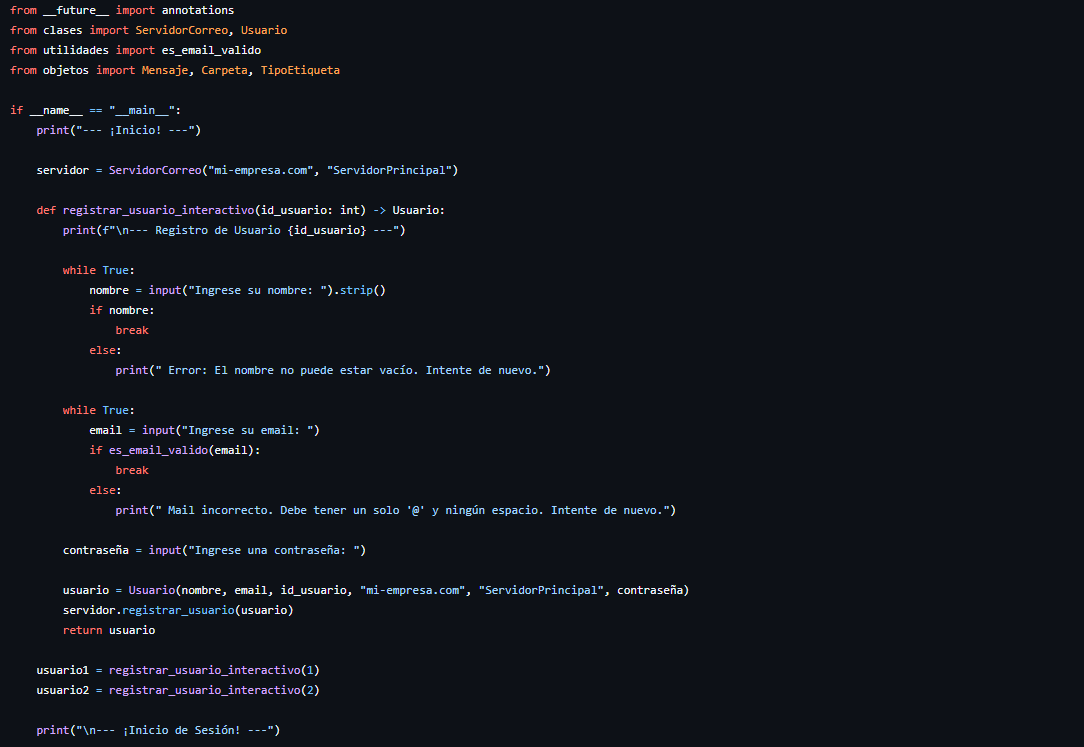 from __future__ import annotations
from clases import ServidorCorreo, Usuario
from utilidades import es_email_valido
from objetos import Mensaje, Carpeta, TipoEtiqueta

if __name__ == "__main__":
    print("--- ¡Inicio! ---")

    servidor = ServidorCorreo("mi-empresa.com", "ServidorPrincipal")

    def registrar_usuario_interactivo(id_usuario: int) -> Usuario:
        print(f"\n--- Registro de Usuario {id_usuario} ---")

        while True:
            nombre = input("Ingrese su nombre: ").strip()
            if nombre:
                break
            else:
                print(" Error: El nombre no puede estar vacío. Intente de nuevo.")

        while True:
            email = input("Ingrese su email: ")
            if es_email_valido(email):
                break
            else:
                print(" Mail incorrecto. Debe tener un solo '@' y ningún espacio. Intente de nuevo.")

        contraseña = input("Ingrese una contraseña: ")

        usuario = Usuario(nombre, email, id_usuario, "mi-empresa.com", "ServidorPrincipal", contraseña)
        servidor.registrar_usuario(usuario)
        return usuario

    usuario1 = registrar_usuario_interactivo(1)
    usuario2 = registrar_usuario_interactivo(2)

    print("\n--- ¡Inicio de Sesión! ---")